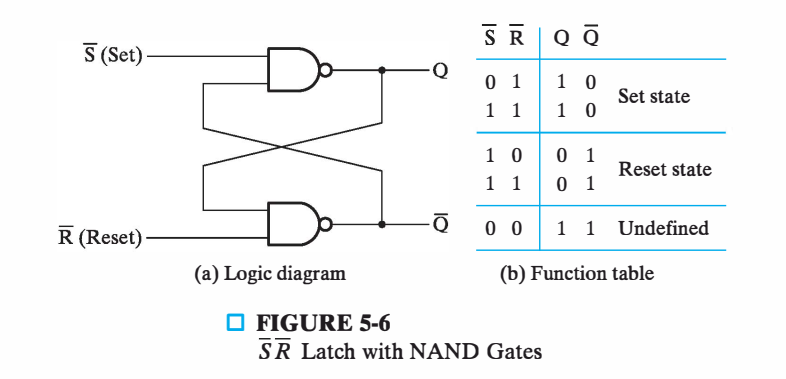 S̅ (Set)
Q
R̅ (Reset)
Q̅
(a) Logic diagram
S̅ R̅ Q Q̅
0 1 1 0
1 1 1 0
Set state
1 0 0 1
1 1 0 1
Reset state
0 0 1 1 Undefined
(b) Function table
FIGURE 5-6
S̅ R̅ Latch with NAND Gates